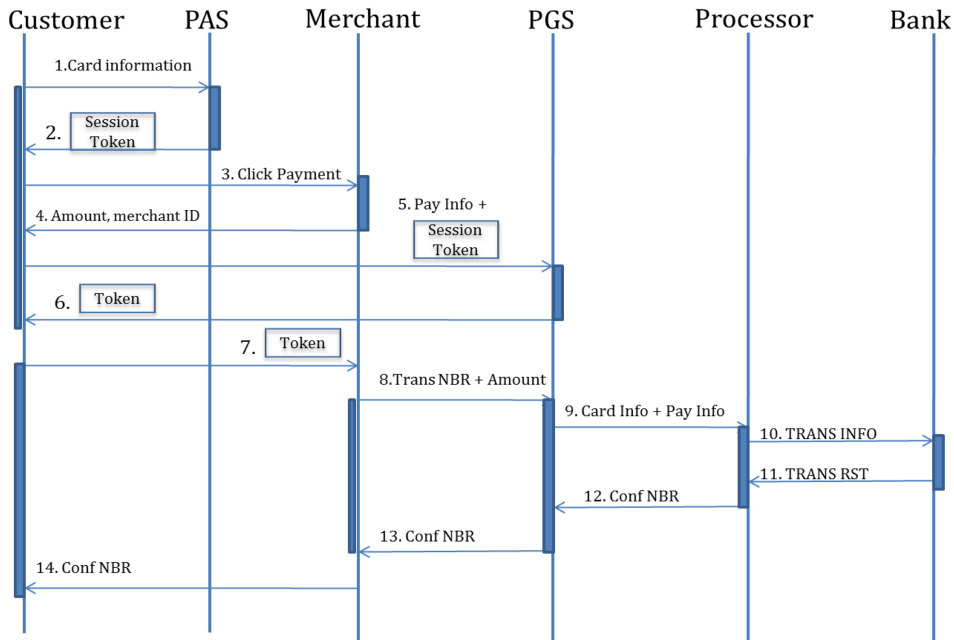 Customer PAS Merchant PGS Processor Bank
1.Card information
2. Session
Token
3. Click Payment
4. Amount, merchant ID
5. Pay Info +
Session
Token
6. Token
7. Token
8.Trans NBR + Amount
9. Card Info + Pay Info
10. TRANS INFO
11. TRANS RST
12. Conf NBR
13. Conf NBR
14. Conf NBR